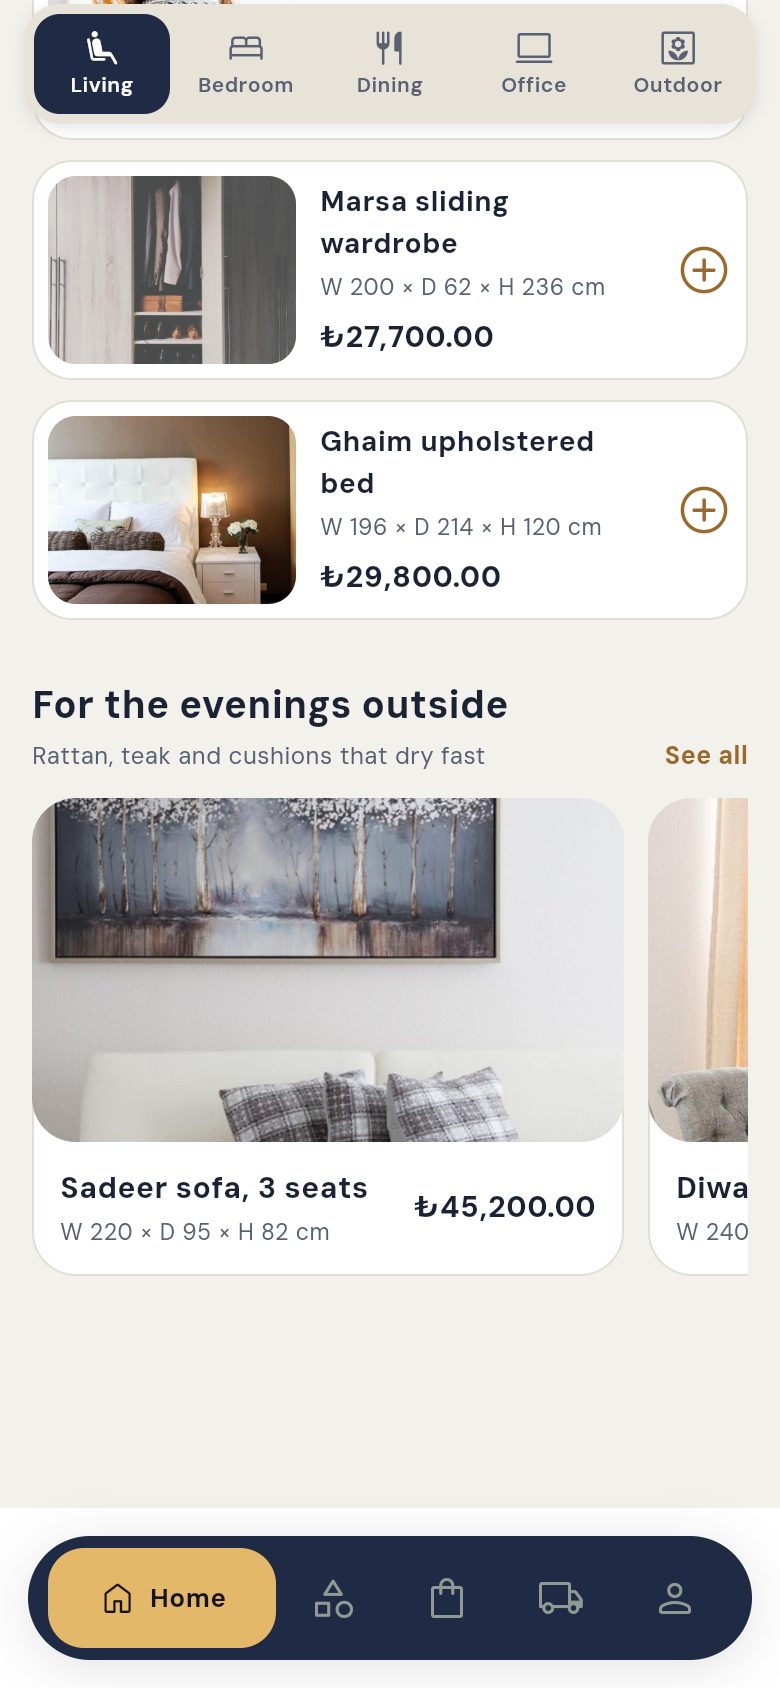 Living
Bedroom
Dining
Office
Outdoor
Marsa sliding
wardrobe
W 200 × D 62 × H 236 cm
₺27,700.00
Ghaim upholstered
bed
W 196 × D 214 × H 120 cm
₺29,800.00
For the evenings outside
Rattan, teak and cushions that dry fast
See all
Sadeer sofa, 3 seats
W 220 × D 95 × H 82 cm
₺45,200.00
Diwa
W 240
Home